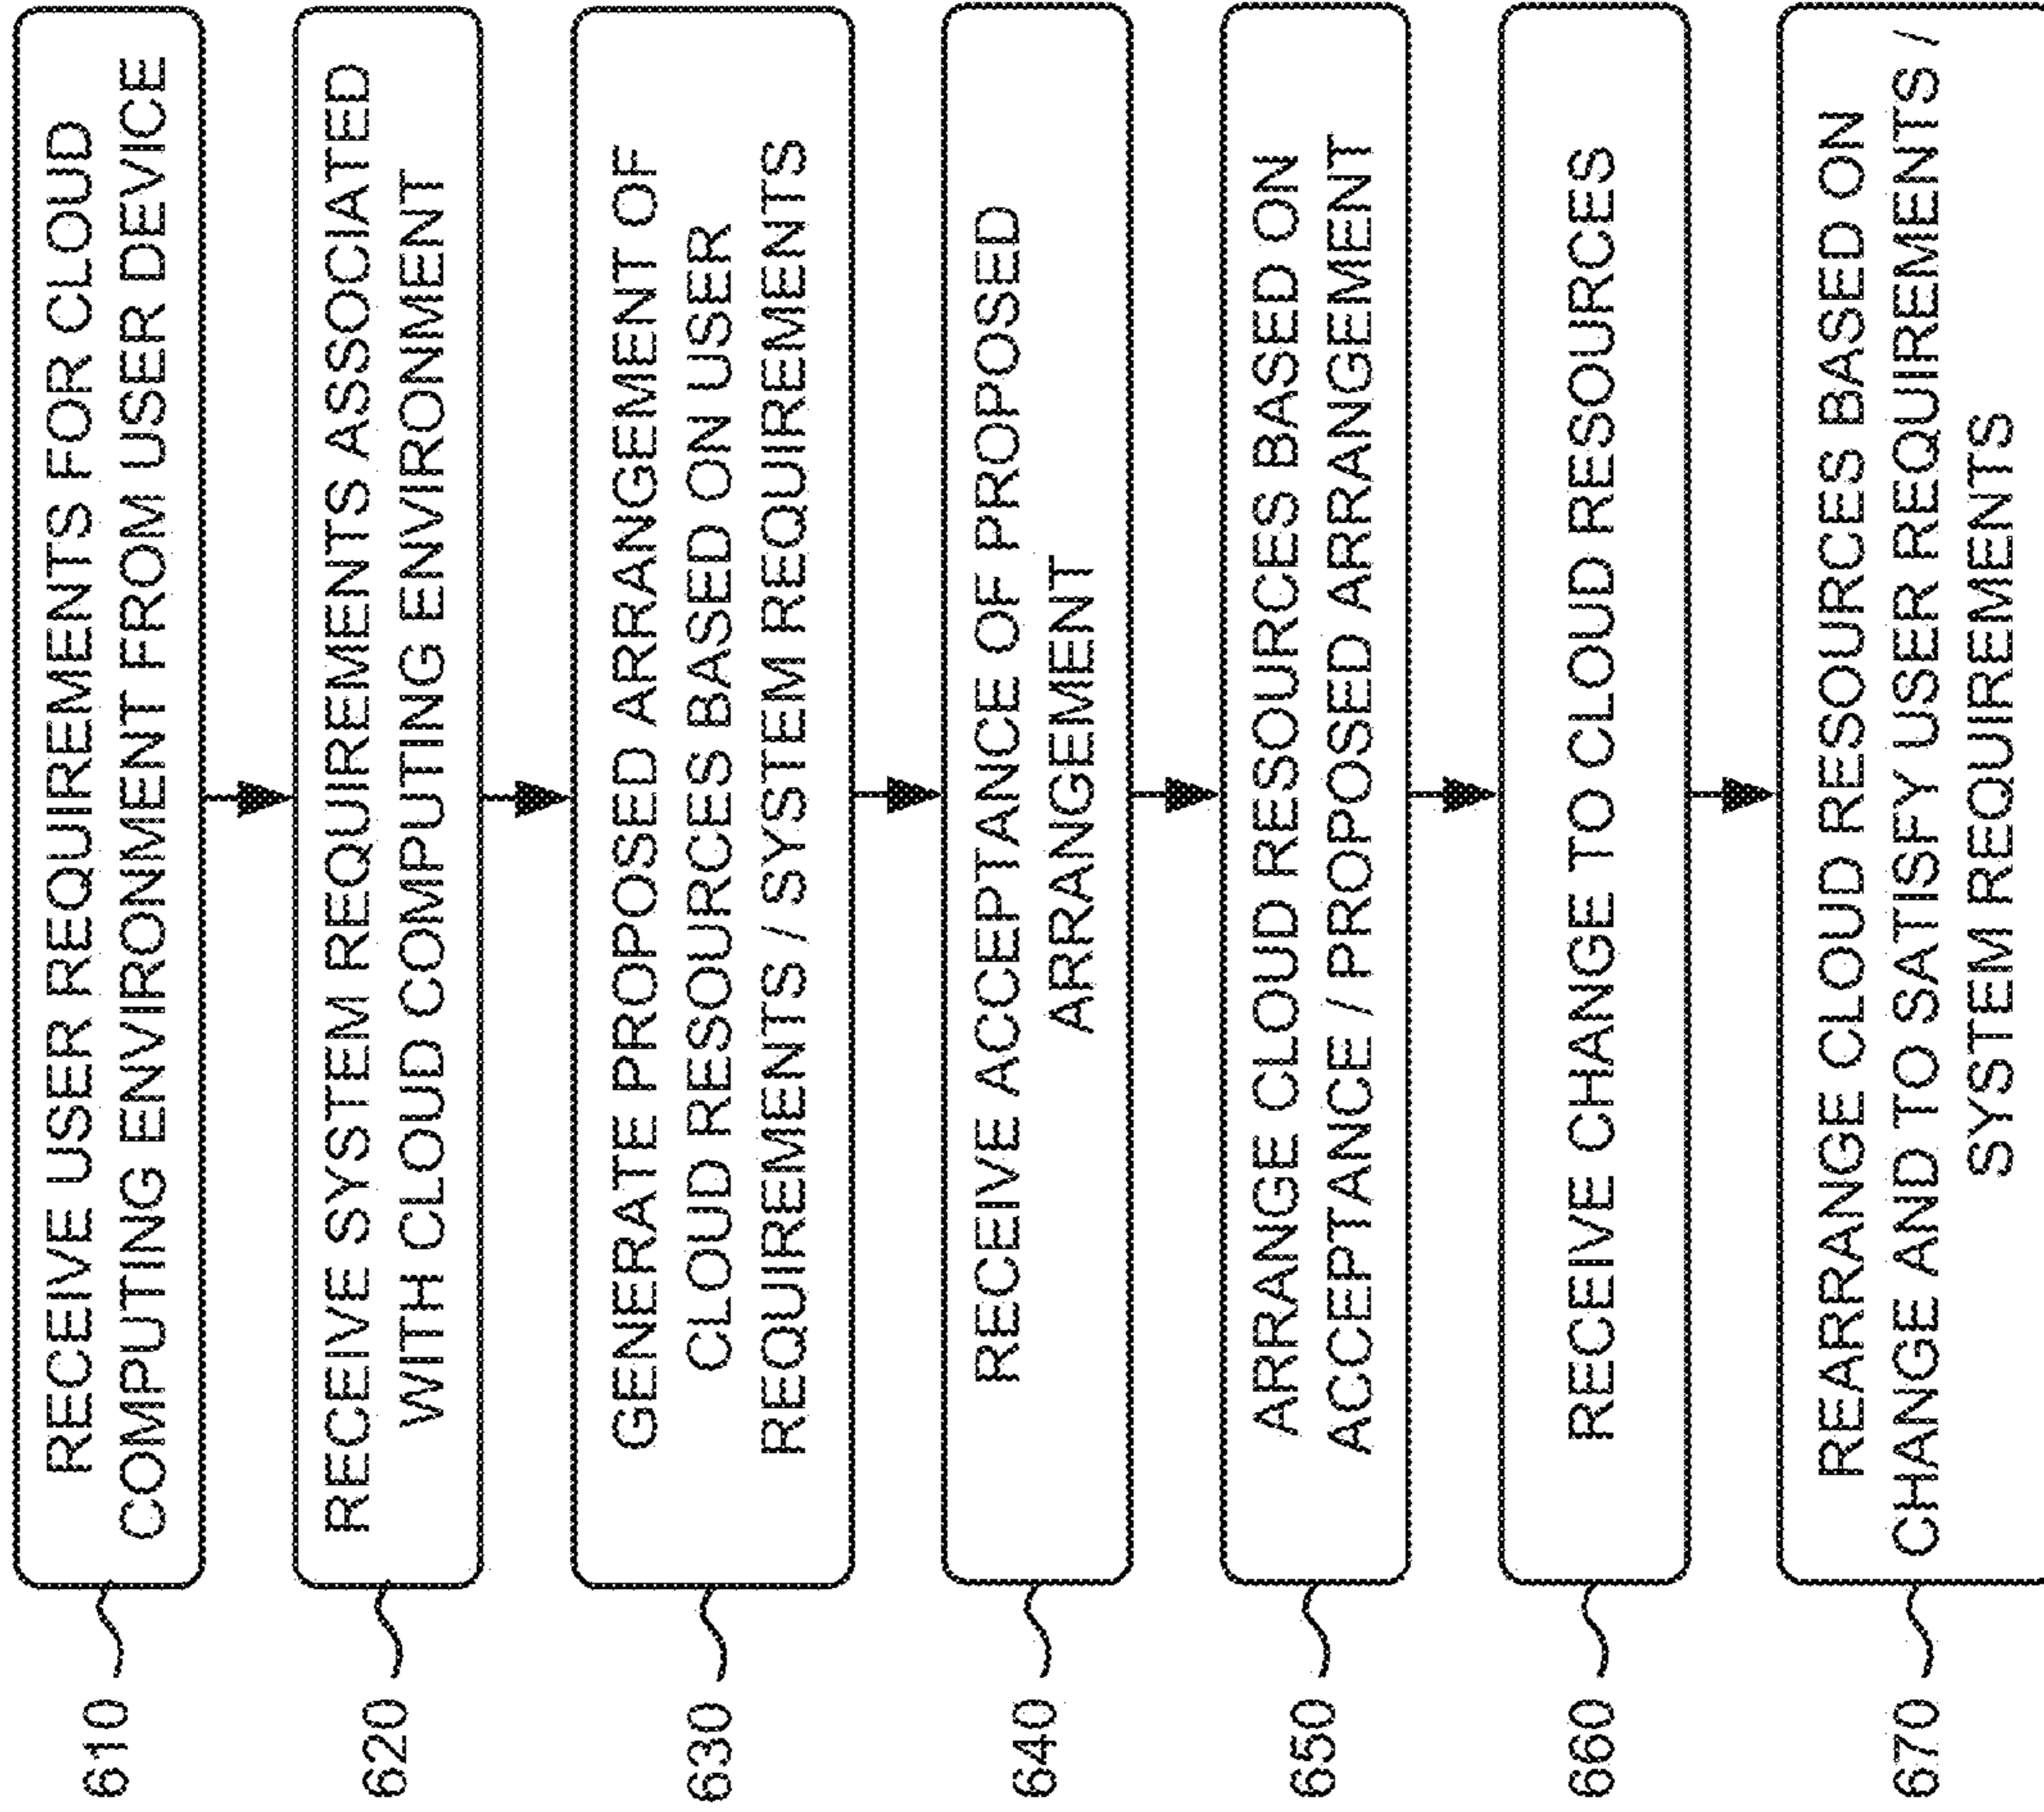 610
RECEIVE USER REQUIREMENTS FOR CLOUD
COMPUTING ENVIRONMENT FROM USER DEVICE
620
RECEIVE SYSTEM REQUIREMENTS ASSOCIATED
WITH CLOUD COMPUTING ENVIRONMENT
630
GENERATE PROPOSED ARRANGEMENT OF
CLOUD RESOURCES BASED ON USER
REQUIREMENTS / SYSTEM REQUIREMENTS
640
RECEIVE ACCEPTANCE OF PROPOSED
ARRANGEMENT
650
ARRANGE CLOUD RESOURCES BASED ON
ACCEPTANCE / PROPOSED ARRANGEMENT
660
RECEIVE CHANGE TO CLOUD RESOURCES
670
REARRANGE CLOUD RESOURCES BASED ON
CHANGE AND TO SATISFY USER REQUIREMENTS /
SYSTEM REQUIREMENTS